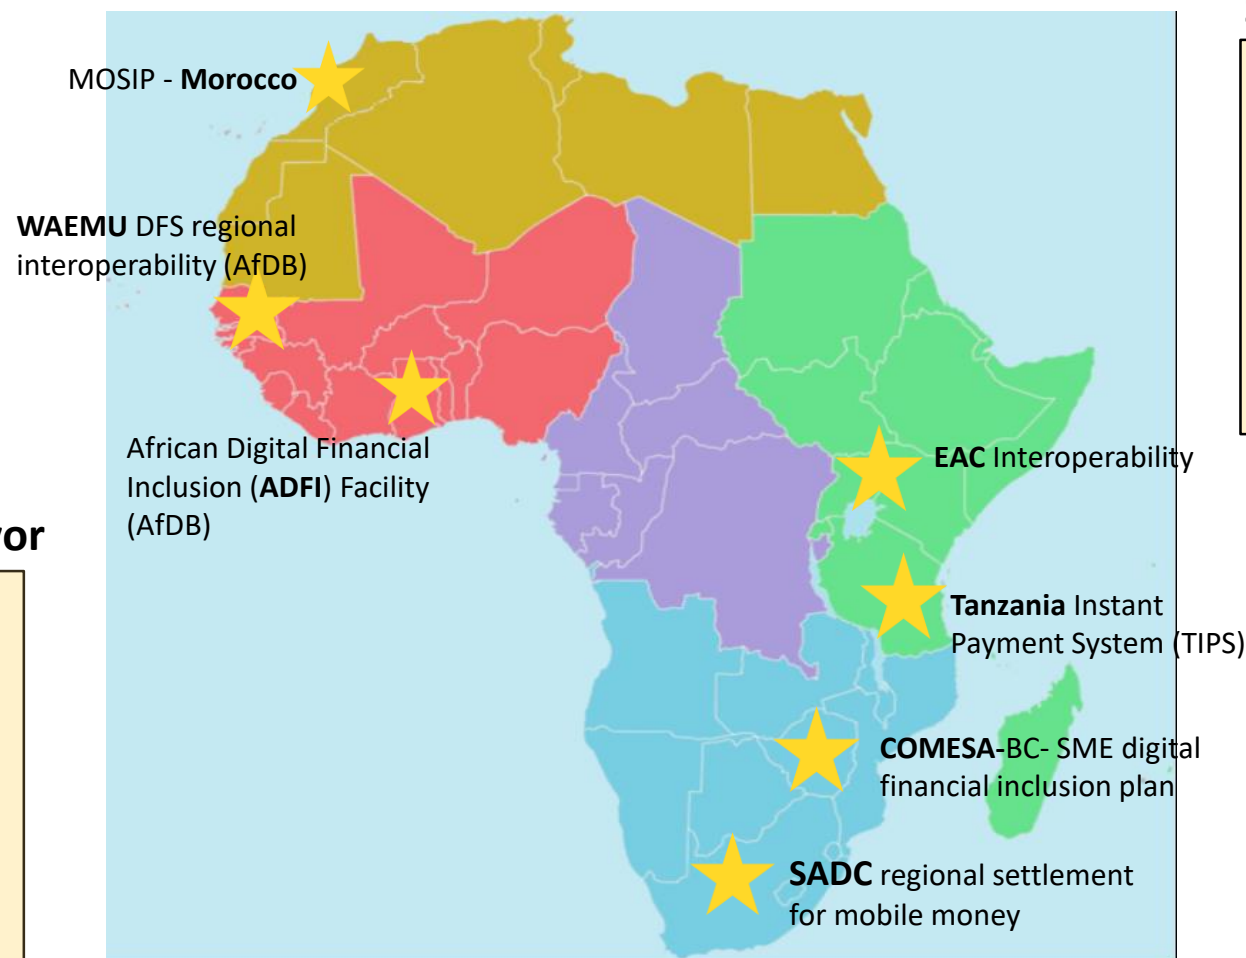 MOSIP - Morocco
WAEMU DFS regional
interoperability (AfDB)
African Digital Financial
Inclusion (ADFI) Facility
(AfDB)
EAC Interoperability
Tanzania Instant
Payment System (TIPS)
COMESA-BC- SME digital
financial inclusion plan
SADC regional settlement
for mobile money